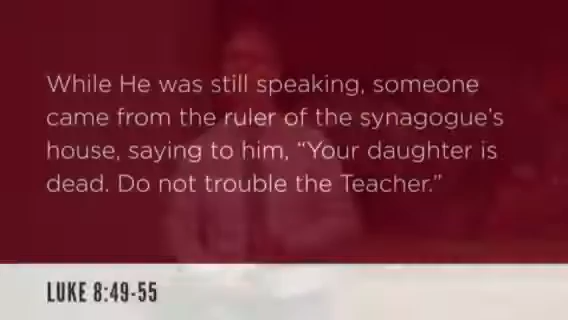 While He was still speaking, someone
came from the ruler of the synagogue's
house, saying to him, “Your daughter is
dead. Do not trouble the Teacher.”
LUKE 8:49-55